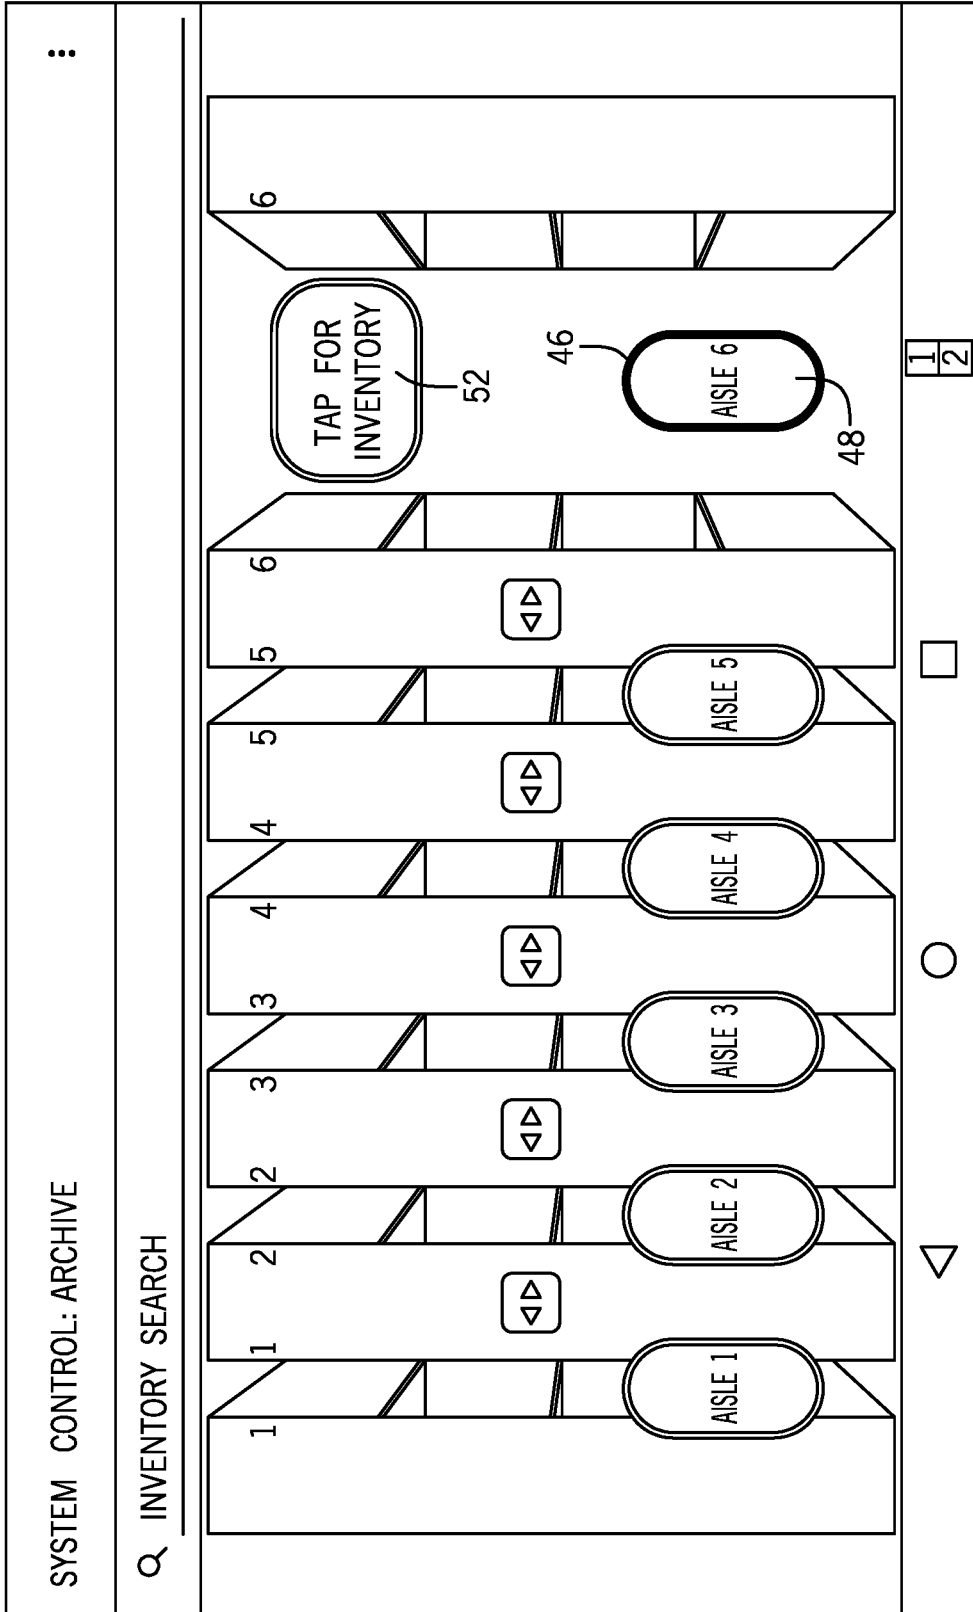 SYSTEM CONTROL: ARCHIVE
INVENTORY SEARCH
1
1 2
2 3
3 4
4 5
5 6
6
TAP FOR
INVENTORY
52
46
AISLE 1
AISLE 2
AISLE 3
AISLE 4
AISLE 5
AISLE 6
48
1
2